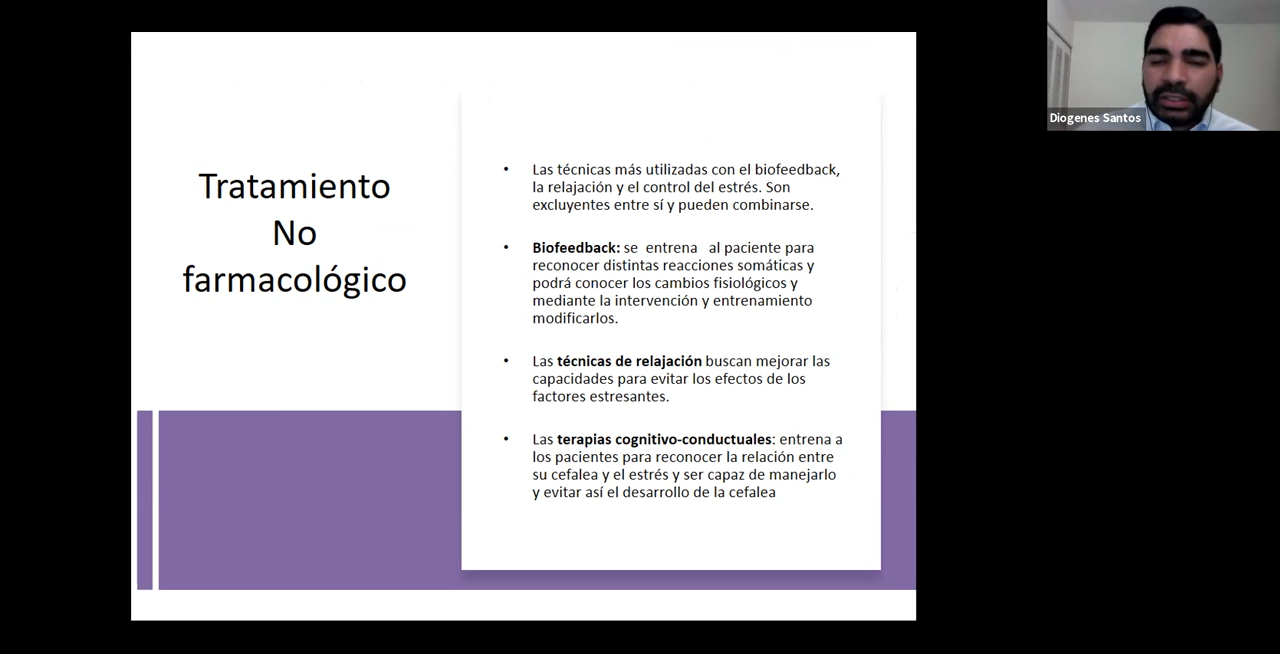 Tratamiento
No
farmacológico
• Las técnicas más utilizadas con el biofeedback,
la relajación y el control del estrés. Son
excluyentes entre sí y pueden combinarse.
• Biofeedback: se entrena al paciente para
reconocer distintas reacciones somáticas y
podrá conocer los cambios fisiológicos y
mediante la intervención y entrenamiento
modificarlos.
• Las técnicas de relajación buscan mejorar las
capacidades para evitar los efectos de los
factores estresantes.
• Las terapias cognitivo-conductuales: entrena a
los pacientes para reconocer la relación entre
su cefalea y el estrés y ser capaz de manejarlo
y evitar así el desarrollo de la cefalea
Diogenes Santos